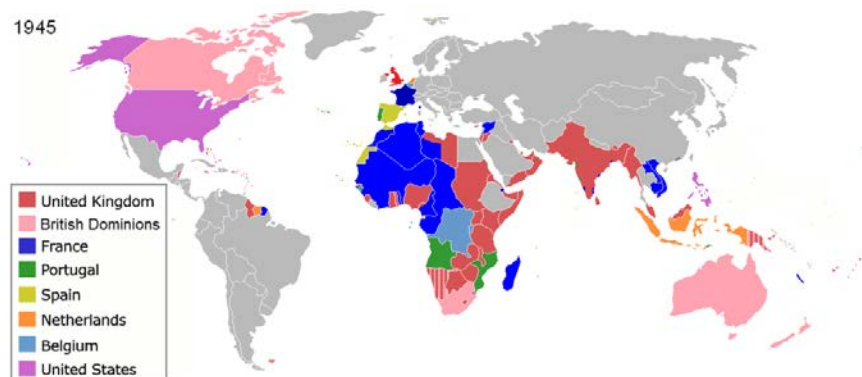 1945
United Kingdom
British Dominions
France
Portugal
Spain
Netherlands
Belgium
United States